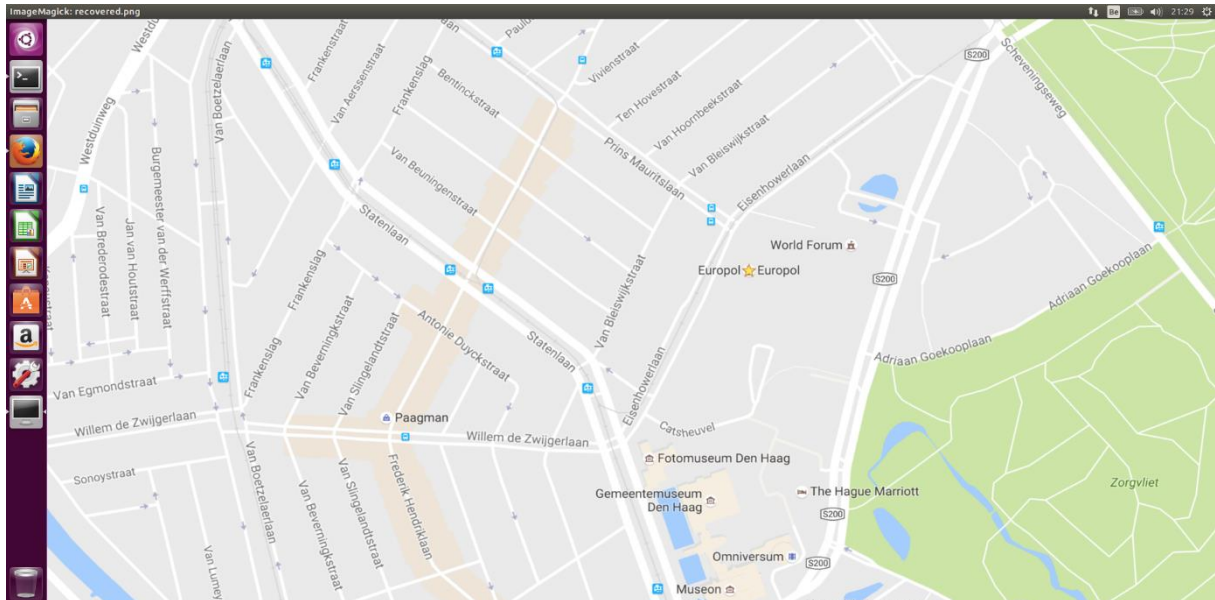 ImageMagick: recovered.png
Be
21:29
Westduinweg
Van Boetzelaerlaan
Frankenstraat
Van Aerssenstraat
Frankenslag
Bentinckstraat
Vivienstraat
Ten Hovestraat
Van Hoornbeekstraat
Van Bleiswijkstraat
Prins Mauritslaan
Eisenhowerlaan
S200
Scheveningseweg
Burgemeester van der Werffstraat
Van Brederodestraat
Jan van Houtstraat
Van Beuningenstraat
Statenlaan
Frankenslag
World Forum
Europol
Europol
S200
Adriaan Goekooplaan
Adriaan Goekooplaan
Van Bleiswijkstraat
Antonie Duyckstraat
Statenlaan
Van Beverningkstraat
Van Slingelandtstraat
Frankenslag
Eisenhowerlaan
Van Egmondstraat
Paagman
Willem de Zwijgerlaan
Willem de Zwijgerlaan
Catsheuvel
Fotomuseum Den Haag
Sonoystraat
Van Boetzelaerlaan
Van Beverningkstraat
Van Slingelandtstraat
Frederik Hendriklaan
Gemeentemuseum
Den Haag
The Hague Marriott
Zorgvliet
S200
Omniversum
S200
Museon